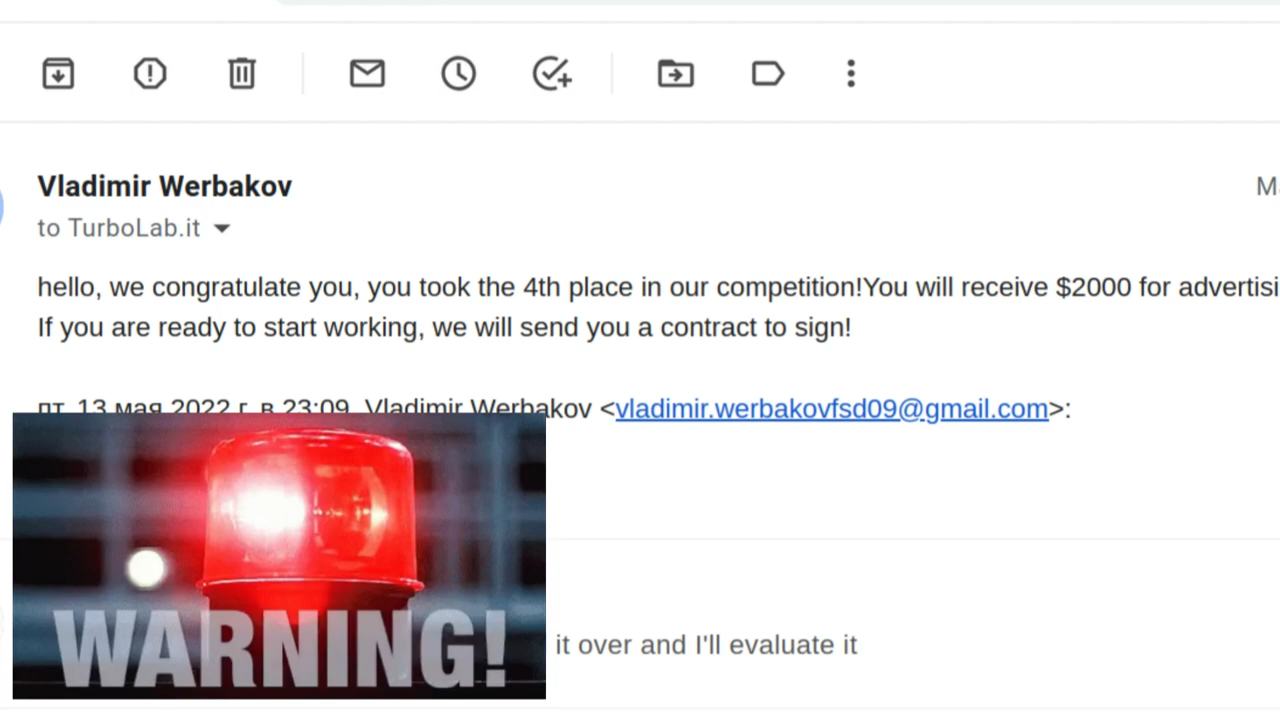 Vladimir Werbakov
to TurboLab.it
hello, we congratulate you, you took the 4th place in our competition!You will receive $2000 for advertisi
If you are ready to start working, we will send you a contract to sign!
пт, 13 мая 2022 г. в 23:09, Vladimir Werbakov <vladimir.werbakovfsd09@gmail.com>:
WARNING!
it over and I'll evaluate it